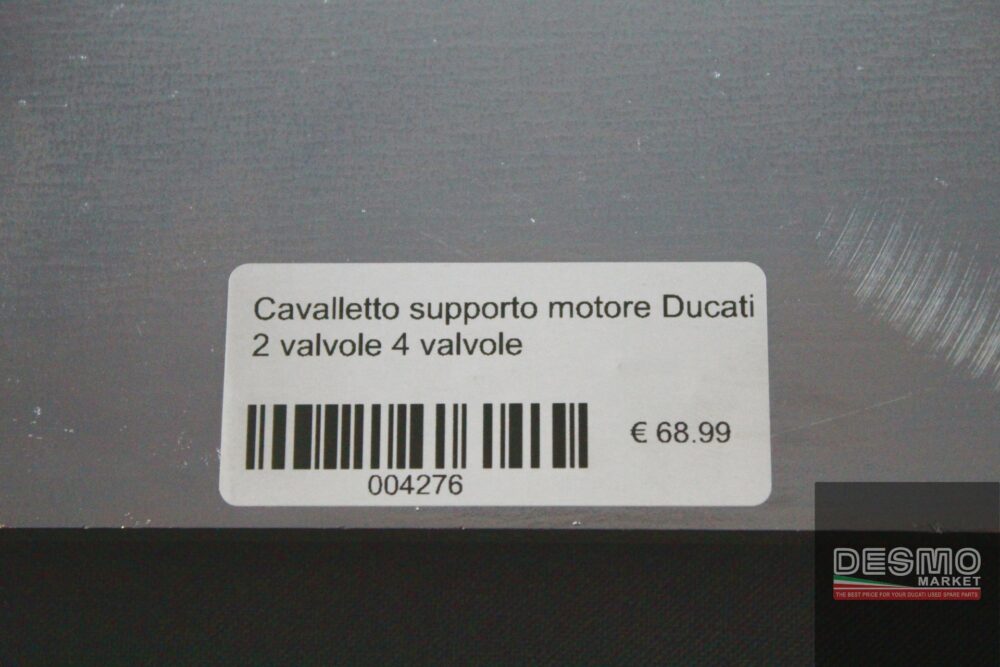 Cavalletto supporto motore Ducati
2 valvole 4 valvole
€ 68.99
004276
DESMO
MARKET
THE BEST PRICE FOR YOUR DUCATI USED SPARE PARTS